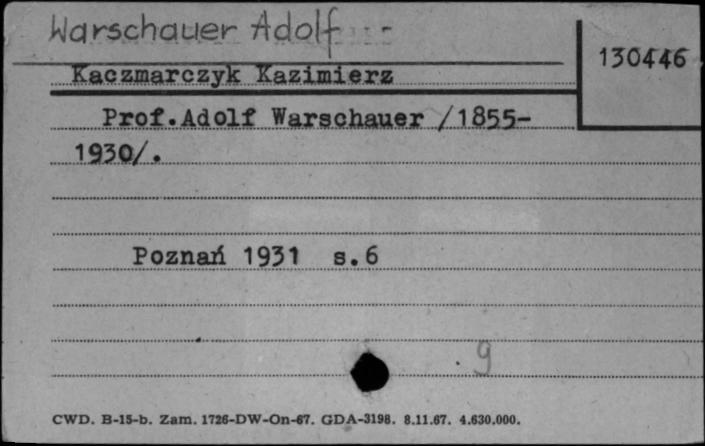 Warschauer Adolf
130446
Kaczmarczyk Kazimierz
Prof.Adolf Warschauer /1855-
1930/.
Poznań 1931 s.6
9
CWD. B-15-b. Zam. 1726-DW-On-67. GDA-3198. 8.11.67. 4.630.000.